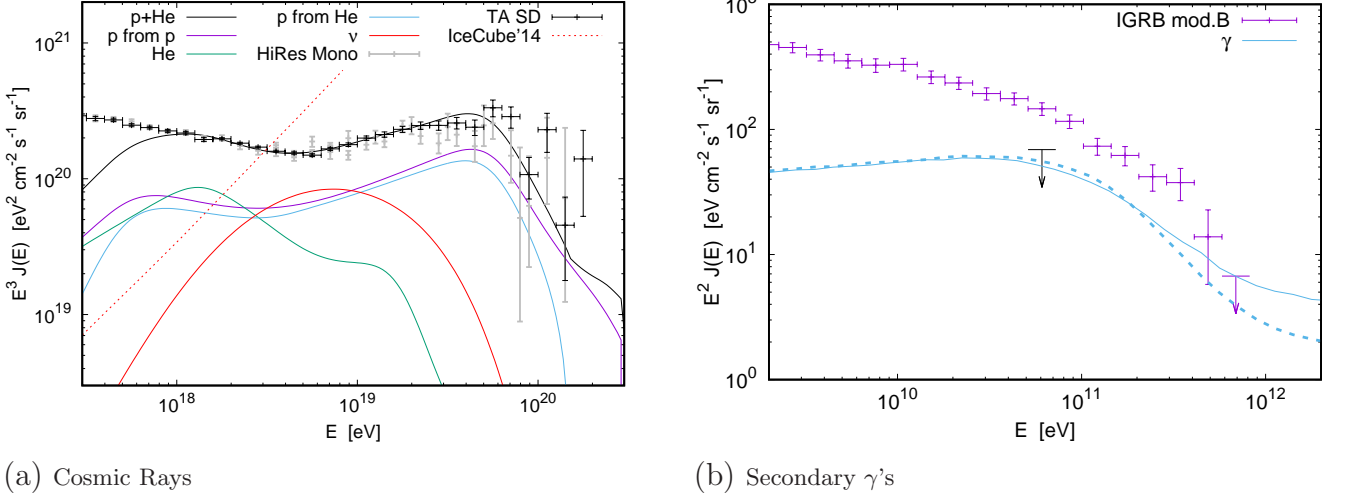 p+He
p from p
He
p from He
ν
HiRes Mono
TA SD
IceCube'14
10^21
10^20
10^19
E^3 J(E) [eV^2 cm^-2 s^-1 sr^-1]
10^18
10^19
10^20
E [eV]
(a) Cosmic Rays
IGRB mod.B
γ
10^3
10^2
10^1
10^0
E^2 J(E) [eV cm^-2 s^-1 sr^-1]
10^10
10^11
10^12
E [eV]
(b) Secondary γ's